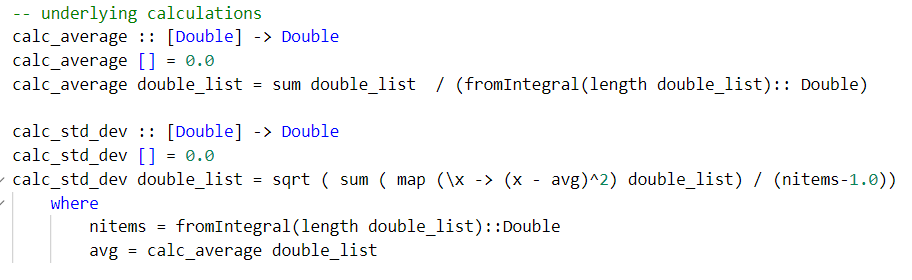 -- underlying calculations
calc_average :: [Double] -> Double
calc_average [] = 0.0
calc_average double_list = sum double_list  / (fromIntegral(length double_list):: Double)

calc_std_dev :: [Double] -> Double
calc_std_dev [] = 0.0
calc_std_dev double_list = sqrt ( sum ( map (\x -> (x - avg)^2) double_list) / (nitems-1.0))
    where
        nitems = fromIntegral(length double_list)::Double
        avg = calc_average double_list